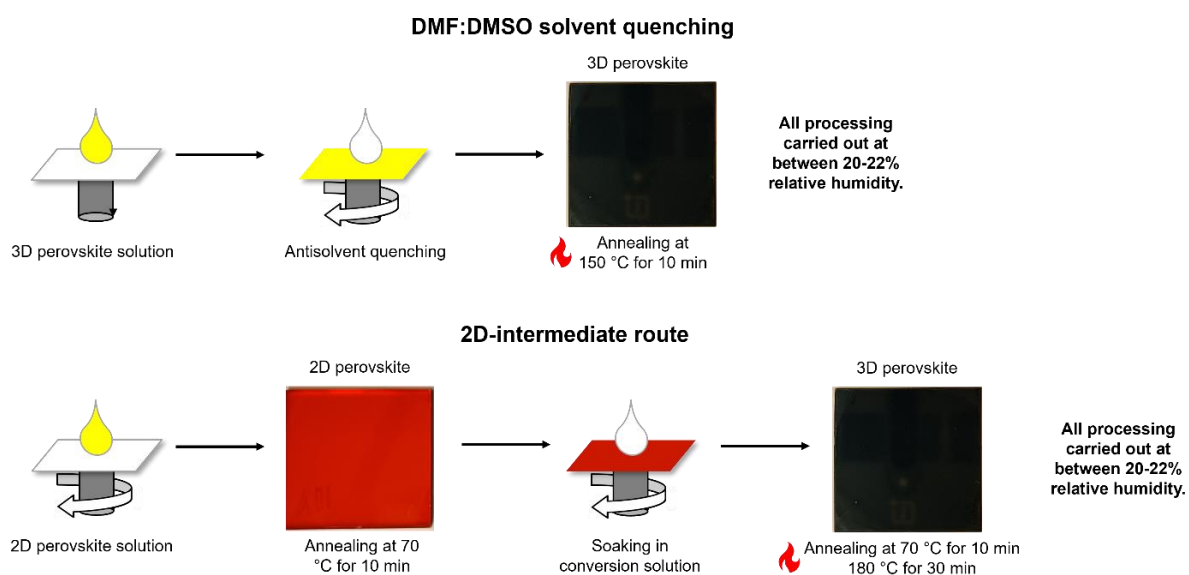 DMF:DMSO solvent quenching
3D perovskite
All processing
carried out at
between 20-22%
relative humidity.
3D perovskite solution
Antisolvent quenching
Annealing at
150 °C for 10 min
2D-intermediate route
2D perovskite
3D perovskite
All processing
carried out at
between 20-22%
relative humidity.
2D perovskite solution
Annealing at 70
°C for 10 min
Soaking in
conversion solution
Annealing at 70 °C for 10 min
180 °C for 30 min